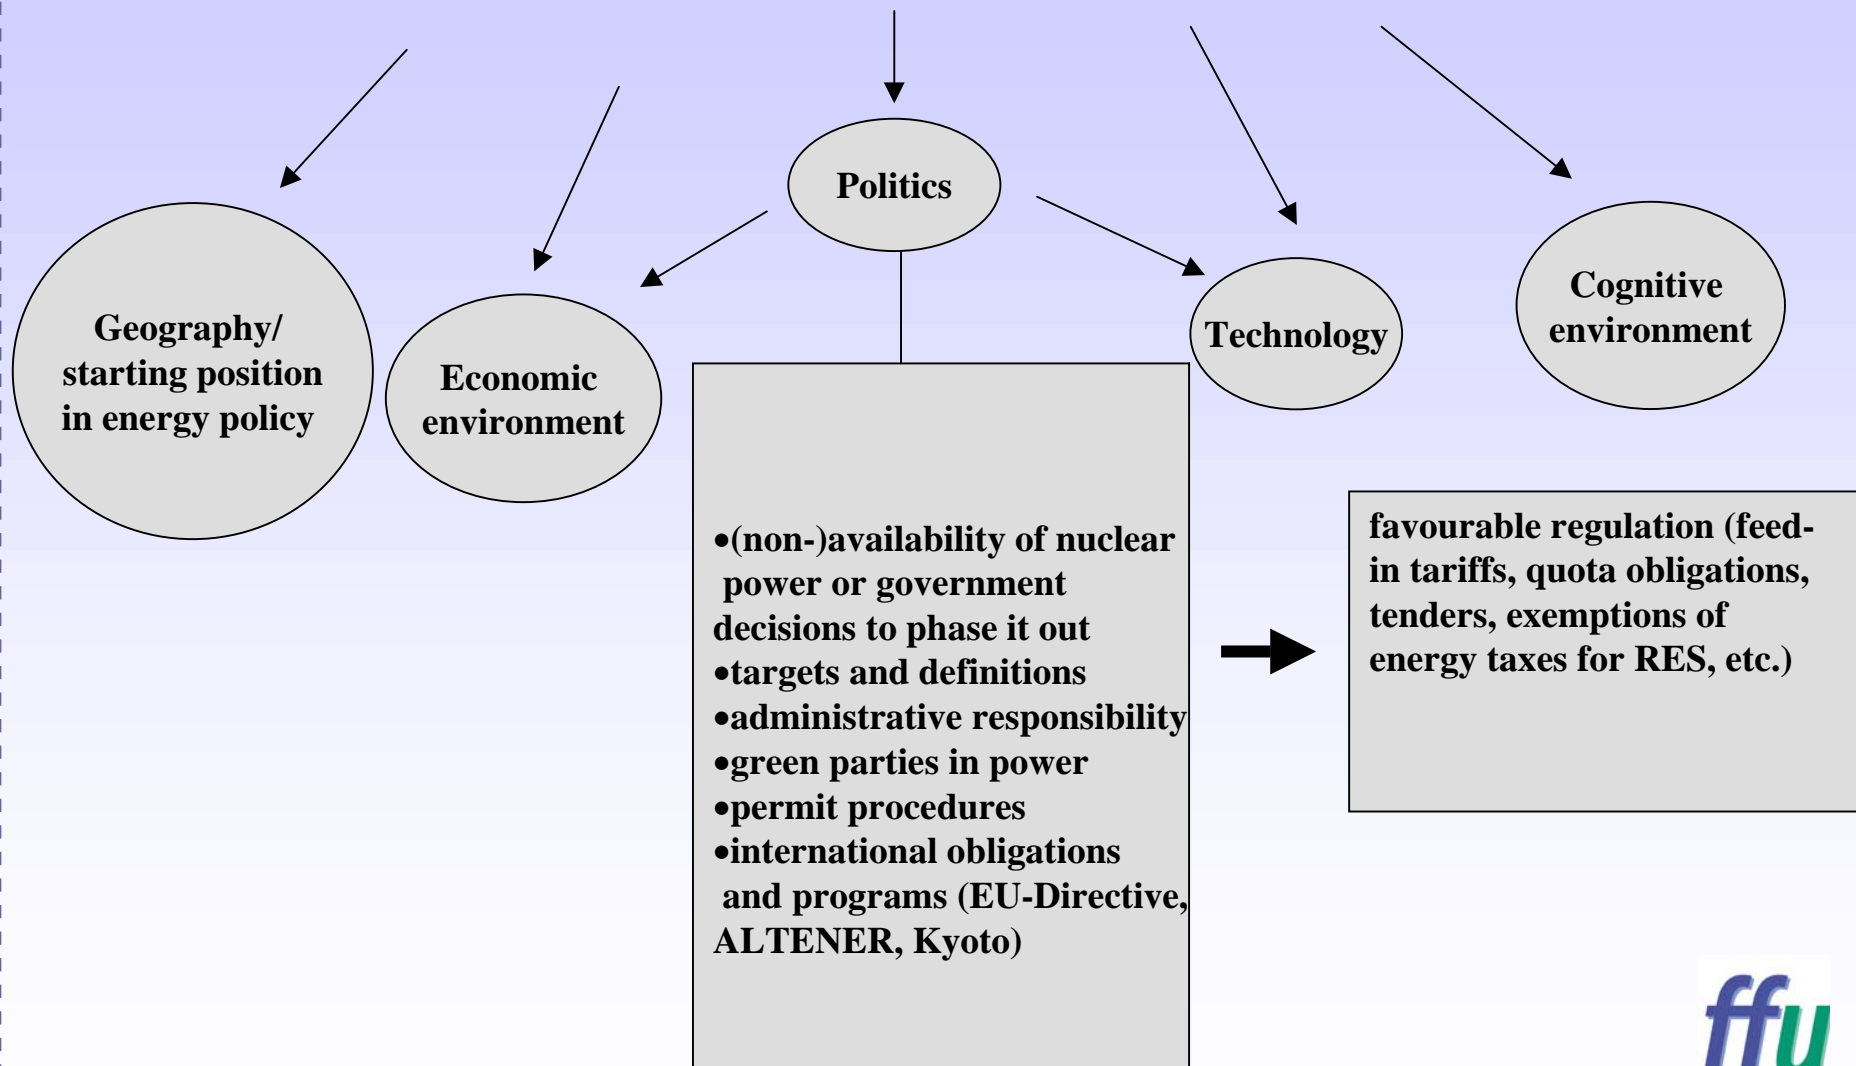 Politics
Geography/
starting position
in energy policy
Economic
environment
Technology
Cognitive
environment
•(non-)availability of nuclear
power or government
decisions to phase it out
•targets and definitions
•administrative responsibility
•green parties in power
•permit procedures
•international obligations
and programs (EU-Directive,
ALTENER, Kyoto)
favourable regulation (feed-
in tariffs, quota obligations,
tenders, exemptions of
energy taxes for RES, etc.)
ffu